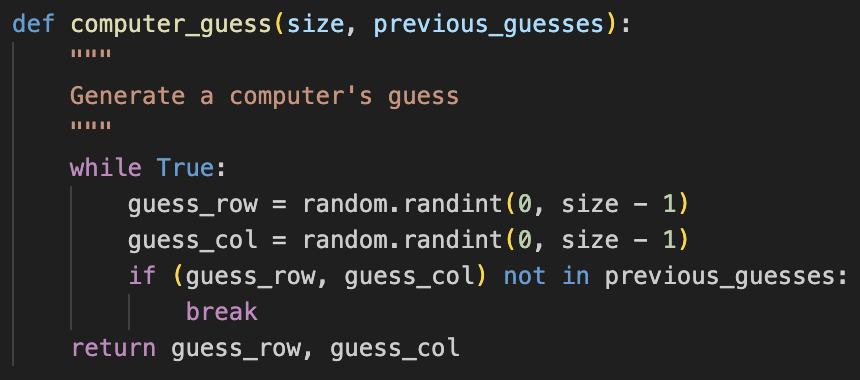 def computer_guess(size, previous_guesses):
    """
    Generate a computer's guess
    """
    while True:
        guess_row = random.randint(0, size - 1)
        guess_col = random.randint(0, size - 1)
        if (guess_row, guess_col) not in previous_guesses:
            break
    return guess_row, guess_col